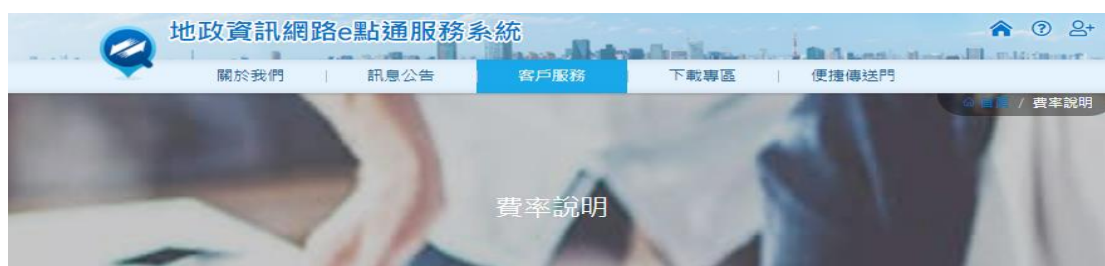 地政資訊網路e點通服務系統
關於我們 | 訊息公告 客戶服務 下載專區 | 便捷傳送門
/ 費率說明
費率說明